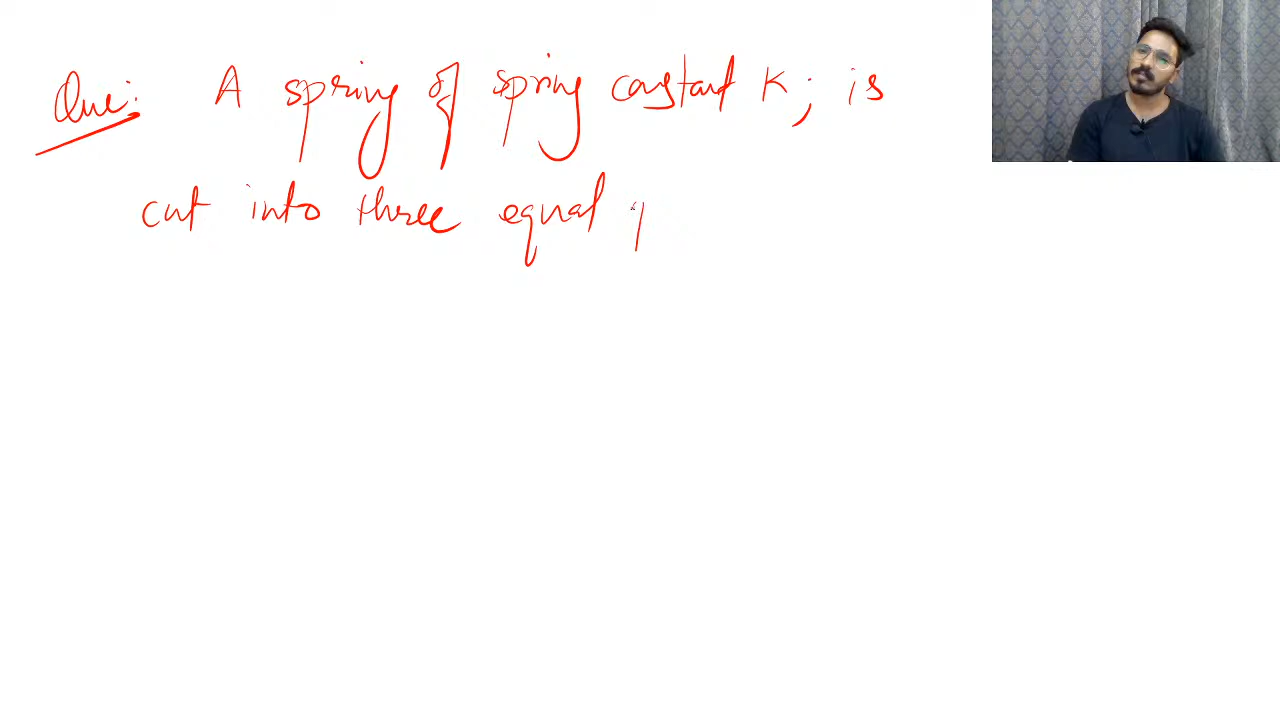 Que: A spring of spring constant K; is
cut into three equal